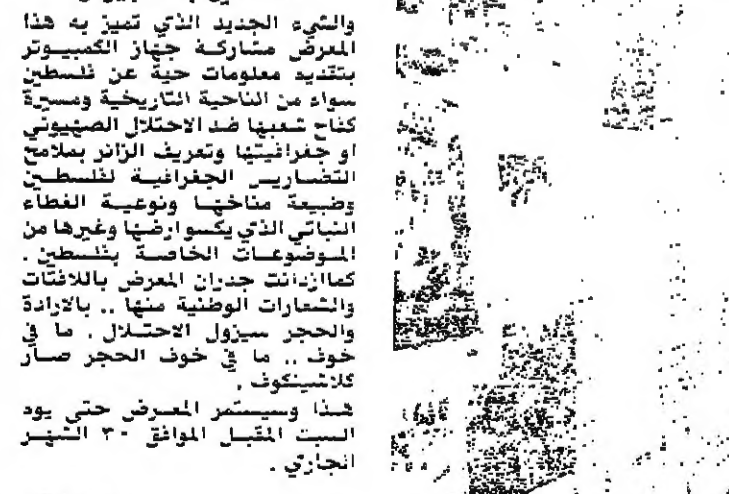 والشيء الجديد الذي تميز به هذا
المعرض مشاركة جهاز الكمبيوتر
بتقديم معلومات حية عن فلسطين
سواء من الناحية التاريخية ومسيرة
كفاح شعبها ضد الاحتلال الصهيوني
او جغرافيتها وتعريف الزائر بملامح
التضاريس الجغرافية لفلسطين
وطبيعة مناخها ونوعية الغطاء
النباتي الذي يكسو ارضها وغيرها من
الموضوعات الخاصة بفلسطين .
كما ازدانت جدران المعرض باللافتات
والشعارات الوطنية منها .. بالارادة
والحجر سيزول الاحتلال . ما في
خوف .. ما في خوف الحجر صار
كلاشينكوف .
هذا وسيستمر المعرض حتى يوم
السبت المقبل الموافق ٣٠ الشهر
الجاري .